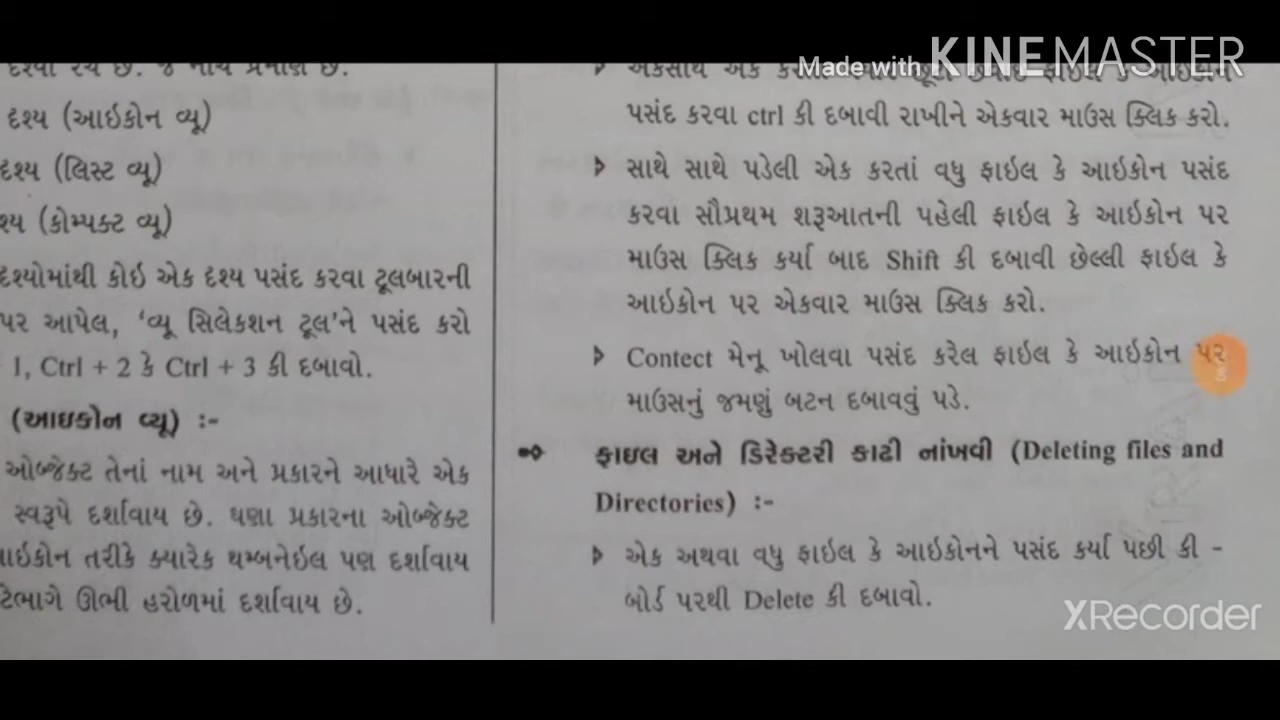 Made with KINEMASTER
દૃશ્ય (આઇકોન વ્યૂ)
દૃશ્ય (લિસ્ટ વ્યૂ)
શ્ય (કોમ્પક્ટ વ્યૂ)
દૃશ્યોમાંથી કોઇ એક દૃશ્ય પસંદ કરવા ટૂલબારની
પર આપેલ, ‘વ્યૂ સિલેકશન ટૂલ’ને પસંદ કરો
1, Ctrl + 2 કે Ctrl + 3 કી દબાવો.
(આઇકોન વ્યૂ) :-
ઓબ્જેક્ટ તેનાં નામ અને પ્રકારને આધારે એક
સ્વરૂપે દર્શાવાય છે. ઘણા પ્રકારના ઓબ્જેક્ટ
આઇકોન તરીકે ક્યારેક થમ્બનેઇલ પણ દર્શાવાય
ટેભાગે ઊભી હરોળમાં દર્શાવાય છે.
પસંદ કરવા ctrl કી દબાવી રાખીને એકવાર માઉસ ક્લિક કરો.
સાથે સાથે પડેલી એક કરતાં વધુ ફાઇલ કે આઇકોન પસંદ
કરવા સૌપ્રથમ શરૂઆતની પહેલી ફાઇલ કે આઇકોન પર
માઉસ ક્લિક કર્યા બાદ Shift કી દબાવી છેલ્લી ફાઇલ કે
આઇકોન પર એકવાર માઉસ ક્લિક કરો.
Contect મેનૂ ખોલવા પસંદ કરેલ ફાઇલ કે આઇકોન પર
માઉસનું જમણું બટન દબાવવું પડે.
ફાઇલ અને ડિરેક્ટરી કાઢી નાંખવી (Deleting files and
Directories) :-
એક અથવા વધુ ફાઇલ કે આઇકોનને પસંદ કર્યા પછી કી -
બોર્ડ પરથી Delete કી દબાવો.
XRecorder